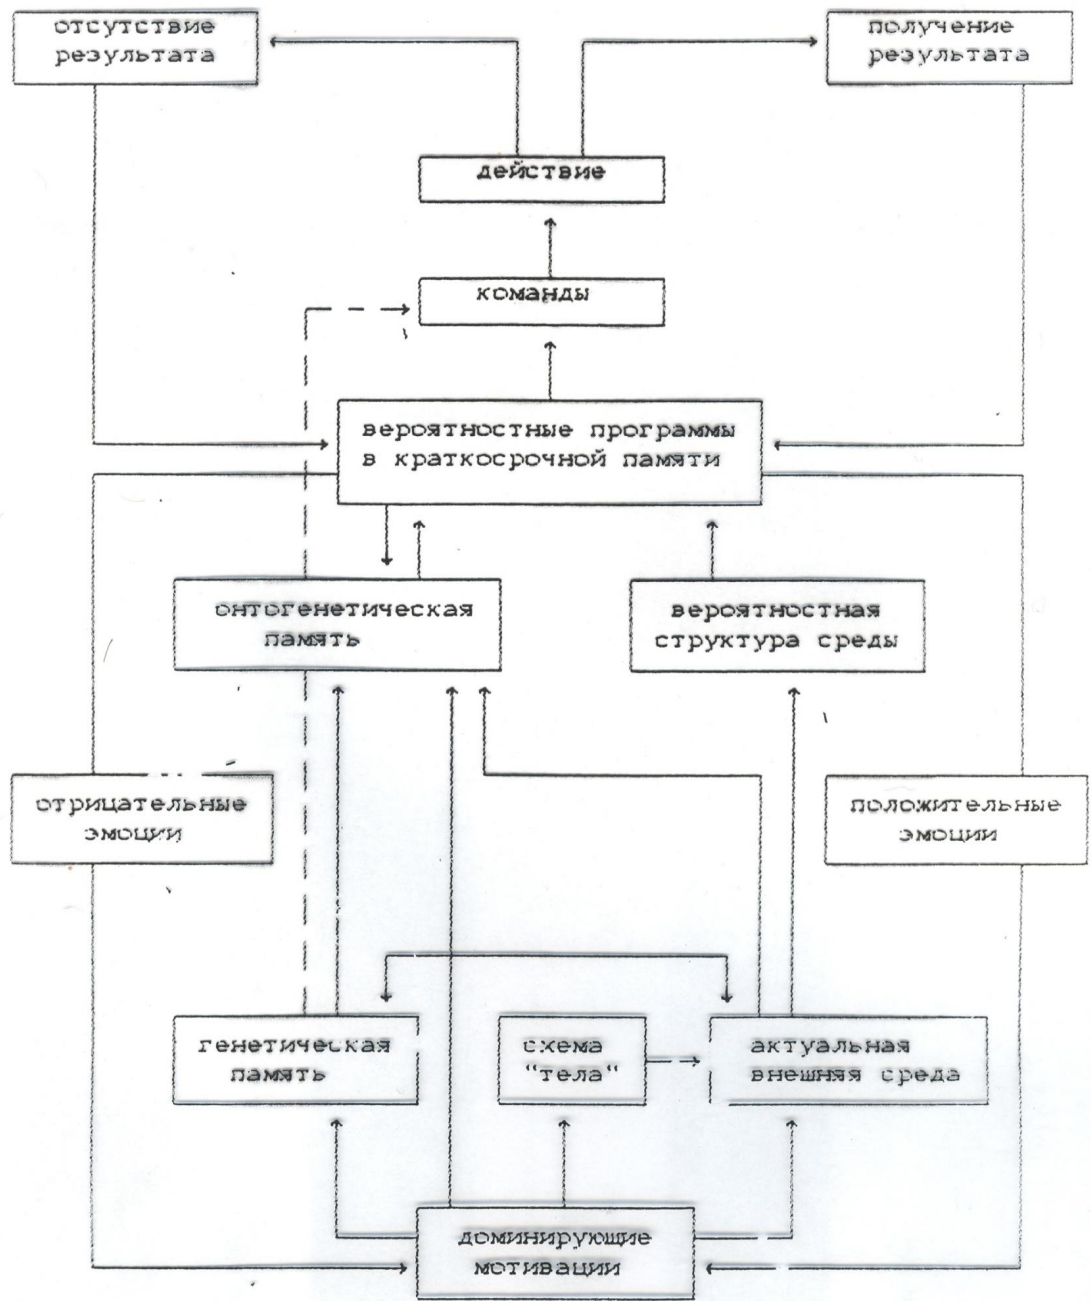 отсутствие
результата
получение
результата
действие
команды
вероятностные программы
в краткосрочной памяти
онтогенетическая
память
вероятностная
структура среды
отрицательные
эмоции
положительные
эмоции
генетическая
память
схема
"тела"
актуальная
внешняя среда
доминирующие
мотивации